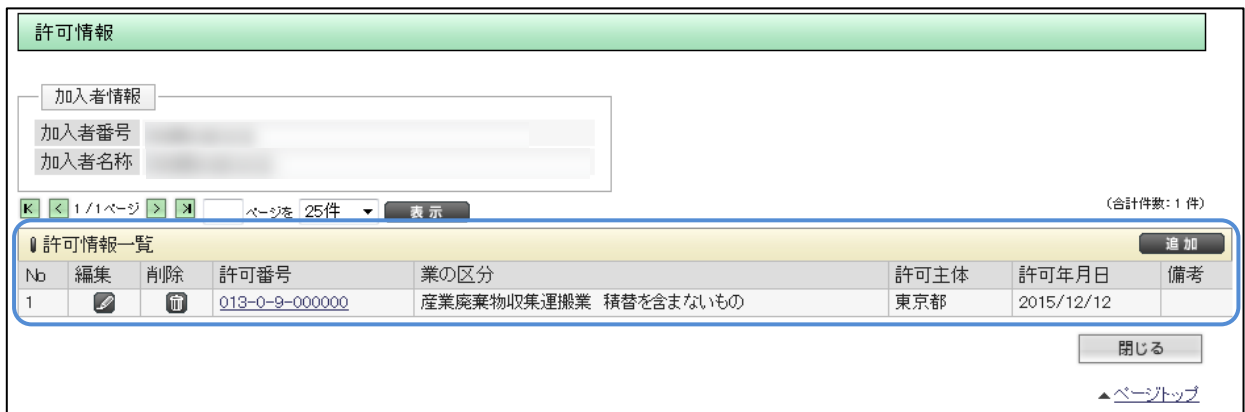 許可情報
加入者情報
加入者番号
加入者名称
1 /1ページ ページを 25件 表示 (合計件数: 1 件)
許可情報一覧 追加
No 編集 削除 許可番号 業の区分 許可主体 許可年月日 備考
1 013-0-9-000000 産業廃棄物収集運搬業 積替を含まないもの 東京都 2015/12/12
閉じる
▲ページトップ